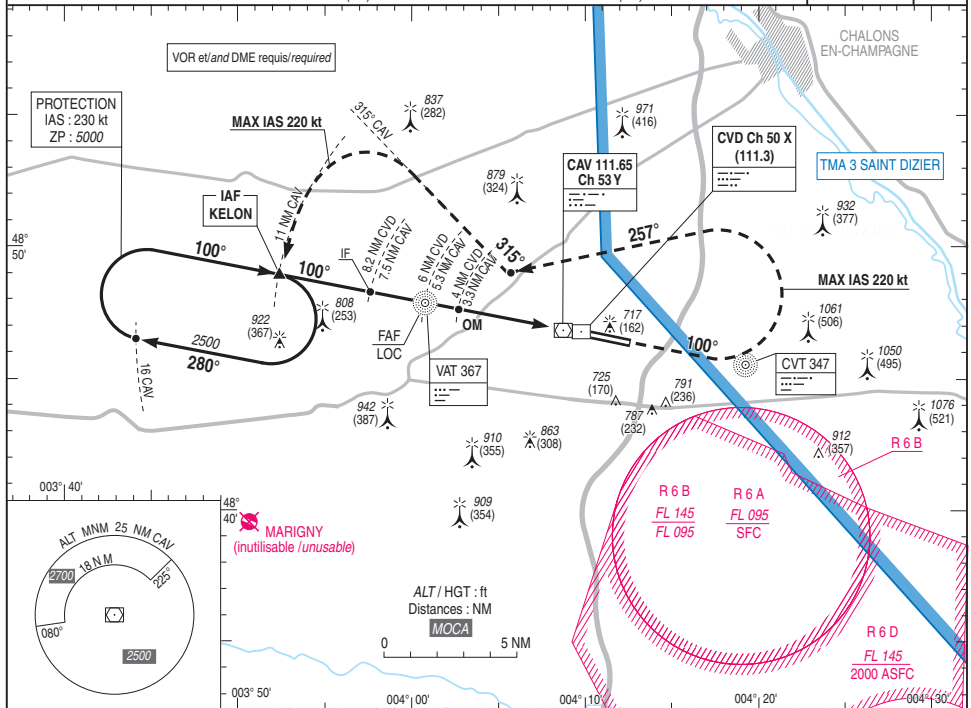 CHALONS
EN-CHAMPAGNE
VOR et/and DME requis/required
PROTECTION
IAS : 230 kt
ZP : 5000
MAX IAS 220 kt
315° CAV
837
(282)
971
(416)
CAV 111.65
Ch 53 Y
CVD Ch 50 X
(111.3)
TMA 3 SAINT DIZIER
879
(324)
IAF
KELON
11 NM CAV
932
(377)
48°
50'
100°
100°
IF
8.2 NM CVD
7.5 NM CAV
6 NM CVD
5.3 NM CAV
4 NM CVD
3.3 NM CAV
315°
257°
MAX IAS 220 kt
808
(253)
922
(367)
OM
717
(162)
1061
(506)
2500
280°
FAF
LOC
100°
1050
(495)
16 CAV
VAT 367
CVT 347
725
(170)
791
(236)
787
(232)
942
(387)
1076
(521)
910
(355)
863
(308)
912
(357)
R 6 B
003° 40'
48°
40'
909
(354)
R 6 B
FL 145
FL 095
R 6 A
FL 095
SFC
MARIGNY
(inutilisable /unusable)
ALT MNM 25 NM CAV
18 N M
2700
225°
080°
2500
ALT / HGT : ft
Distances : NM
MOCA
0 5 NM
R 6 D
FL 145
2000 ASFC
003° 50'
004° 00'
004° 10'
004° 20'
004° 30'